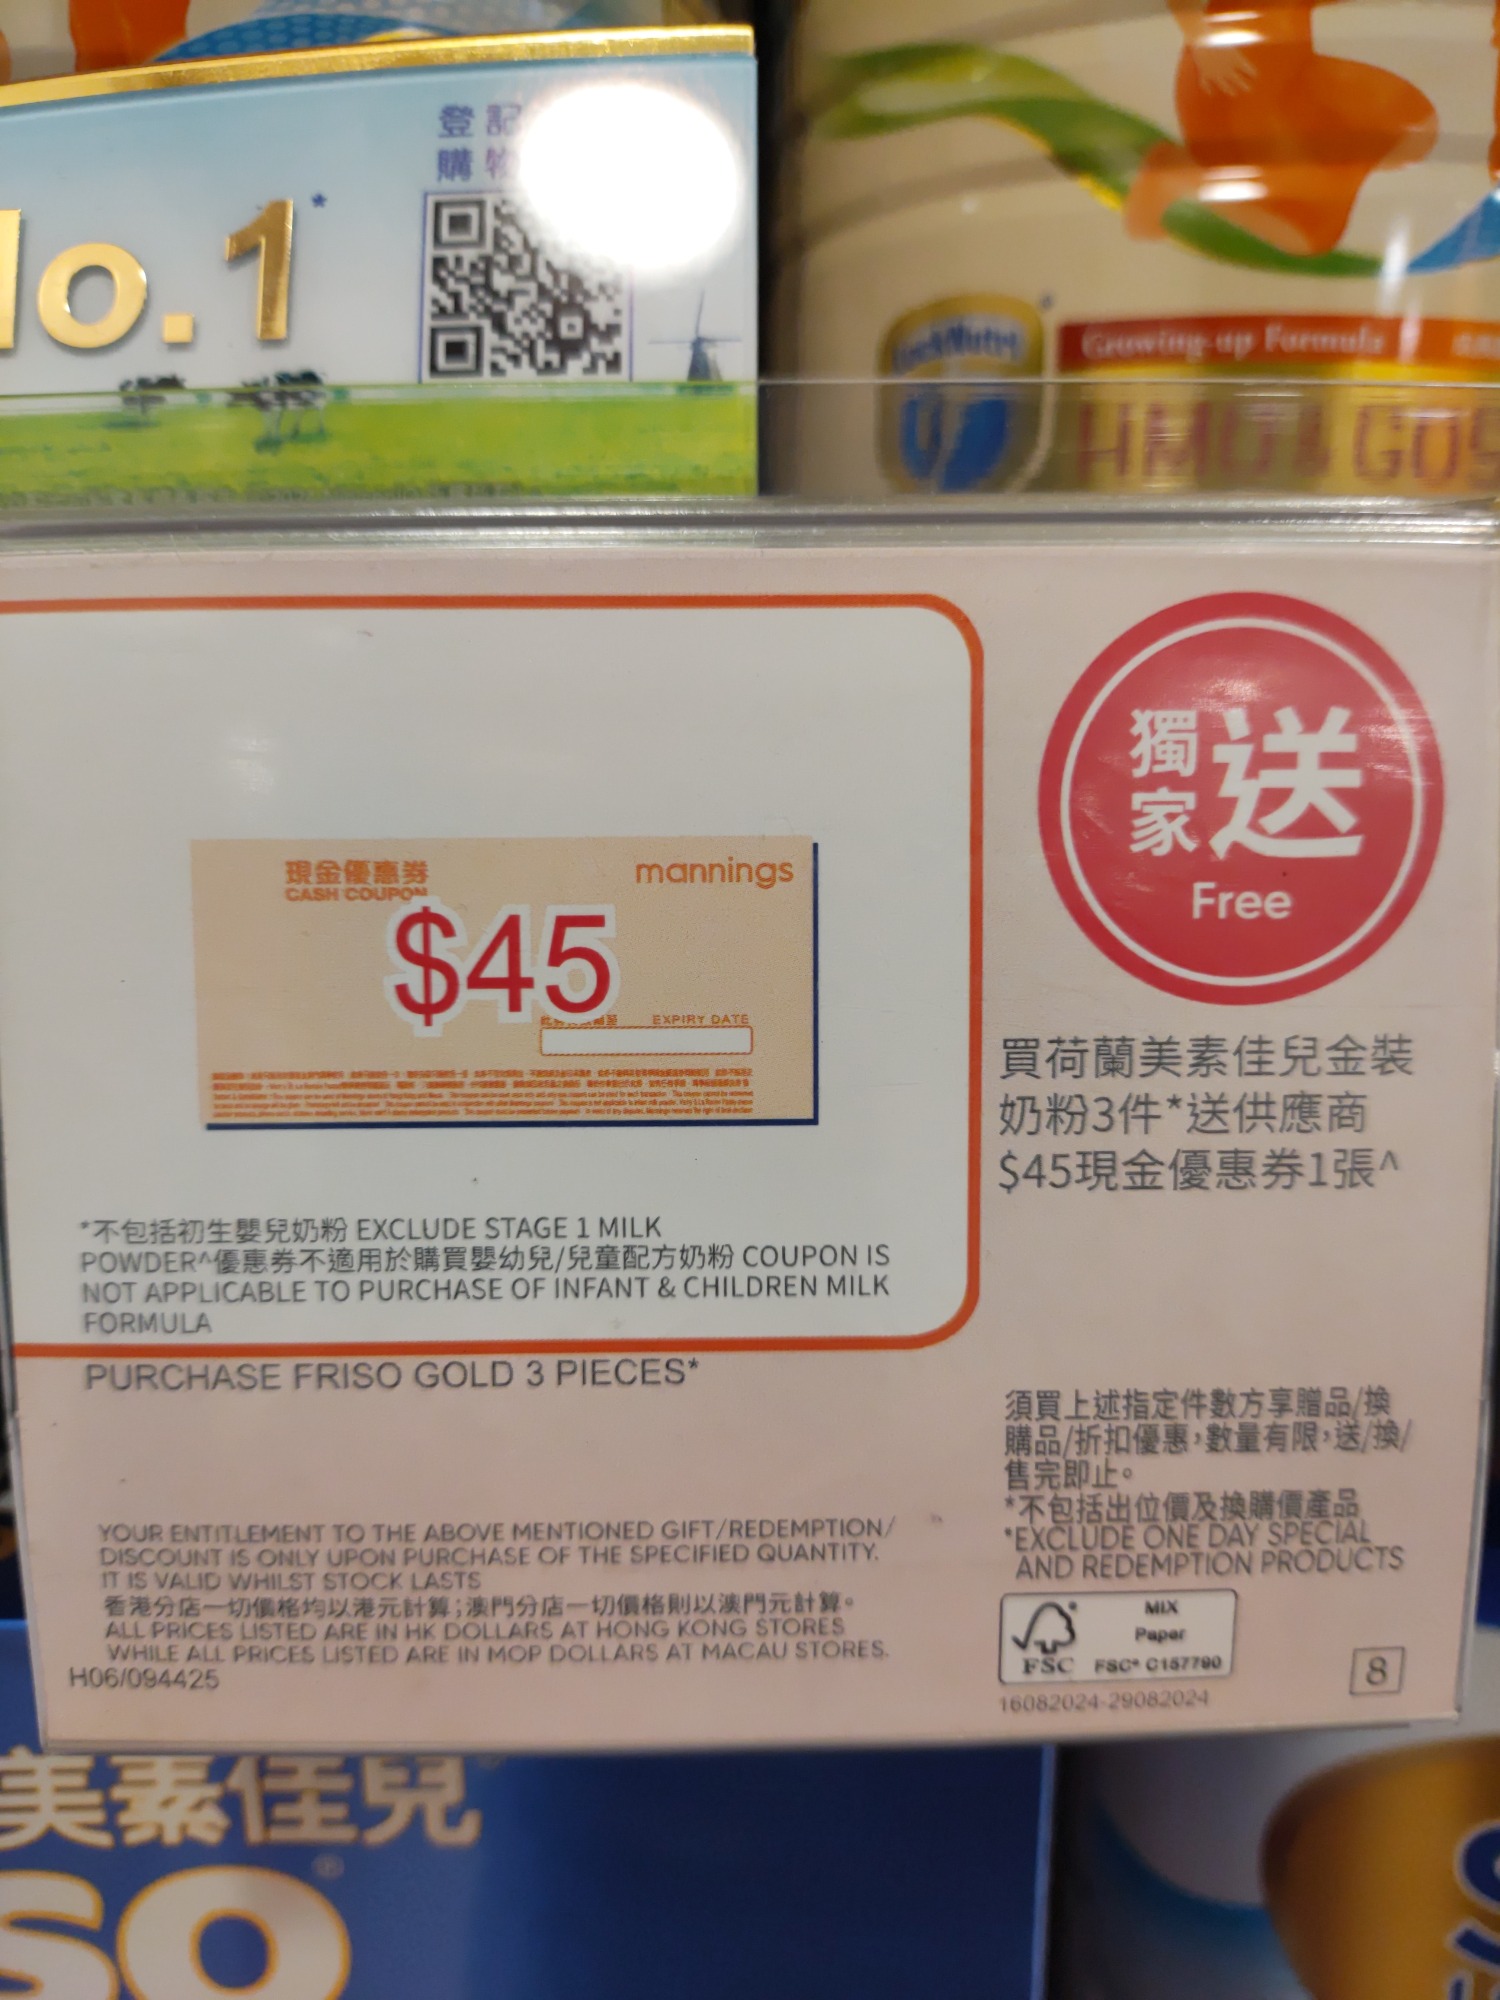 登記
購物
No.1*
Growing-up Formula
HMO & GOS
獨家送
Free
現金優惠券
CASH COUPON
mannings
$45
EXPIRY DATE
買荷蘭美素佳兒金裝
奶粉3件*送供應商
$45現金優惠券1張^
*不包括初生嬰兒奶粉 EXCLUDE STAGE 1 MILK
POWDER^優惠券不適用於購買嬰幼兒/兒童配方奶粉 COUPON IS
NOT APPLICABLE TO PURCHASE OF INFANT & CHILDREN MILK
FORMULA
PURCHASE FRISO GOLD 3 PIECES*
須買上述指定件數方享贈品/換
購品/折扣優惠,數量有限,送/換/
售完即止。
*不包括出位價及換購價產品
*EXCLUDE ONE DAY SPECIAL
AND REDEMPTION PRODUCTS
YOUR ENTITLEMENT TO THE ABOVE MENTIONED GIFT/REDEMPTION/
DISCOUNT IS ONLY UPON PURCHASE OF THE SPECIFIED QUANTITY.
IT IS VALID WHILST STOCK LASTS
香港分店一切價格均以港元計算;澳門分店一切價格則以澳門元計算。
ALL PRICES LISTED ARE IN HK DOLLARS AT HONG KONG STORES
WHILE ALL PRICES LISTED ARE IN MOP DOLLARS AT MACAU STORES.
H06/094425
FSC
MIX
Paper
FSC® C157790
16082024-29082024
8
美素佳兒
SO